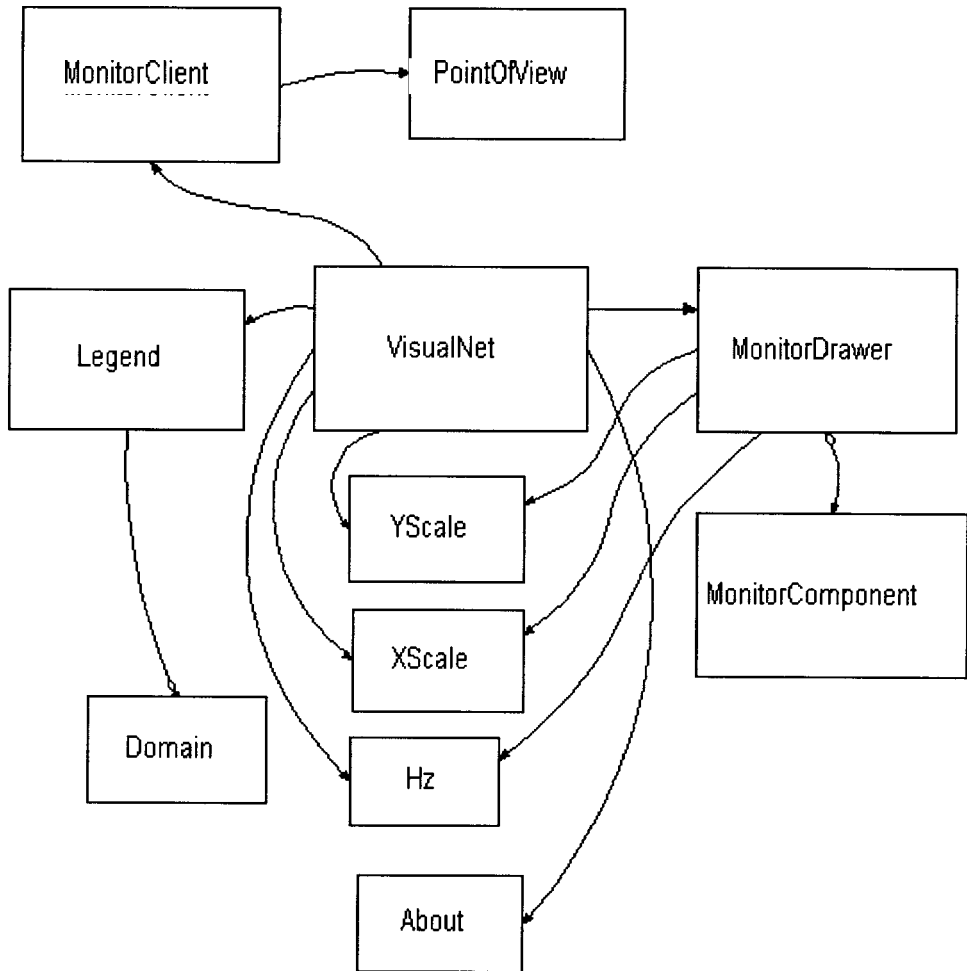 MonitorClient
PointOfView
Legend
VisualNet
MonitorDrawer
YScale
MonitorComponent
XScale
Domain
Hz
About